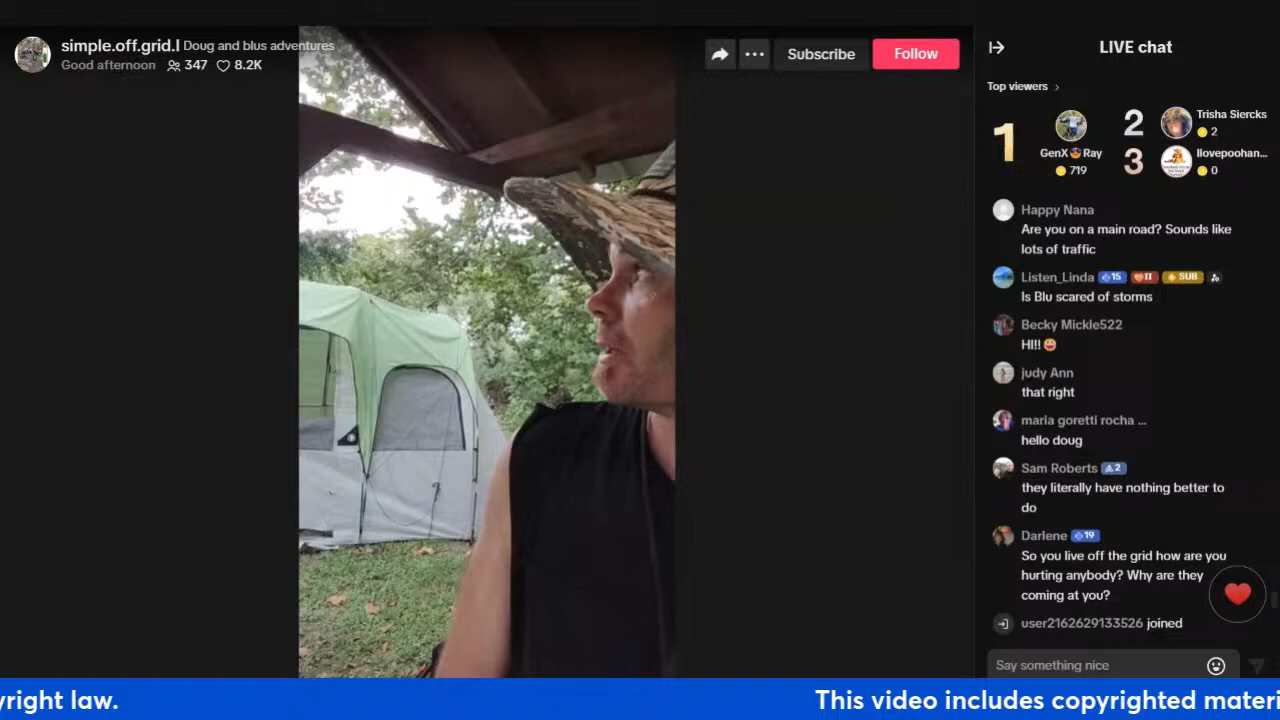 simple.off.grid.l Doug and blus adventures
Good afternoon 347 8.2K
Subscribe
Follow
LIVE chat
Top viewers
1
GenX Ray
719
2
Trisha Siercks
2
3
Ilovepoohan...
0
Happy Nana
Are you on a main road? Sounds like
lots of traffic
Listen_Linda 15 II SUB
Is Blu scared of storms
Becky Mickle522
HI!!
judy Ann
that right
maria goretti rocha ...
hello doug
Sam Roberts 2
they literally have nothing better to
do
Darlene 19
So you live off the grid how are you
hurting anybody? Why are they
coming at you?
user2162629133526 joined
Say something nice
yright law.
This video includes copyrighted materi